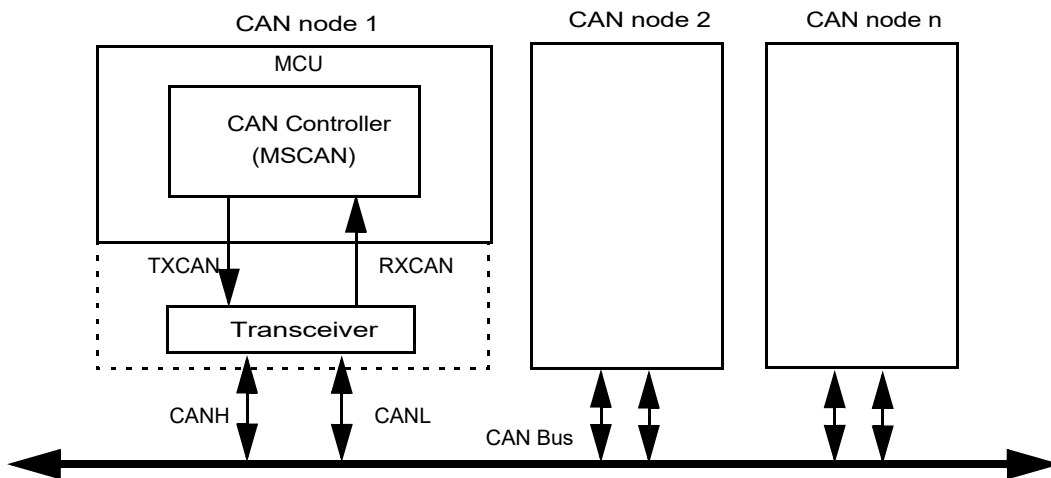 CAN node 1
CAN node 2
CAN node n
MCU
CAN Controller
(MSCAN)
TXCAN
RXCAN
Transceiver
CANH
CANL
CAN Bus